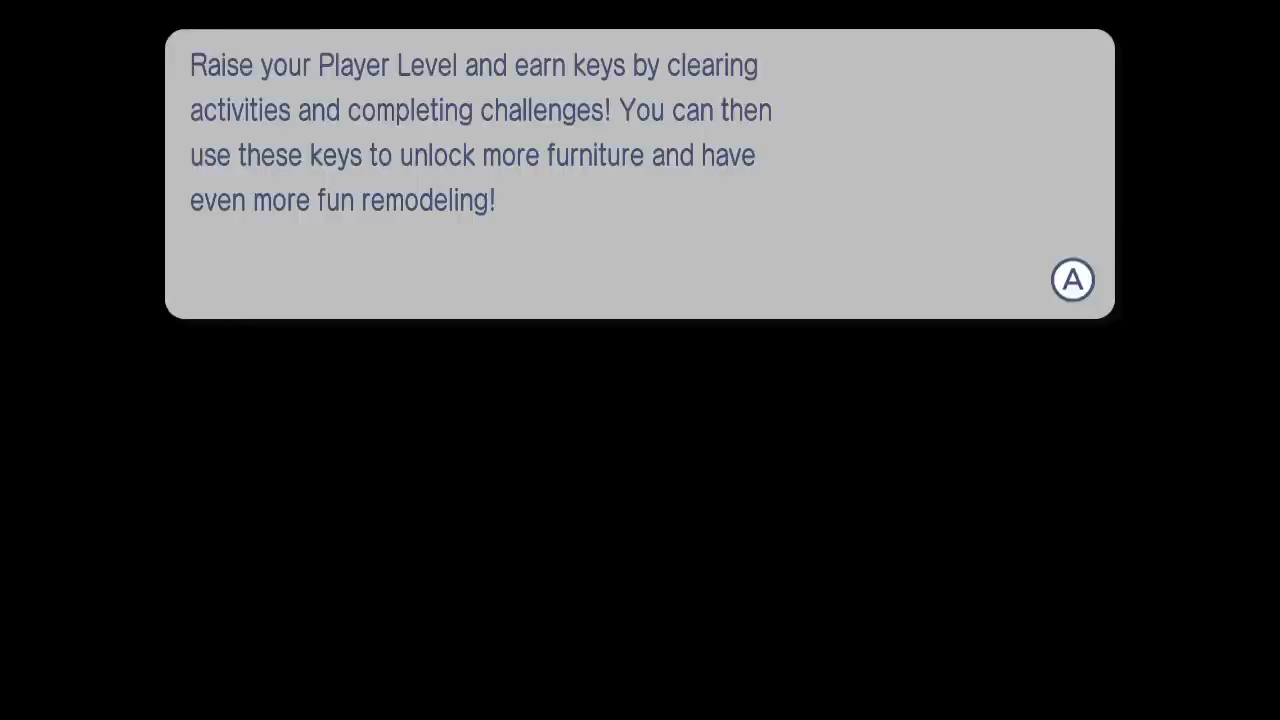 Raise your Player Level and earn keys by clearing
activities and completing challenges! You can then
use these keys to unlock more furniture and have
even more fun remodeling!
A